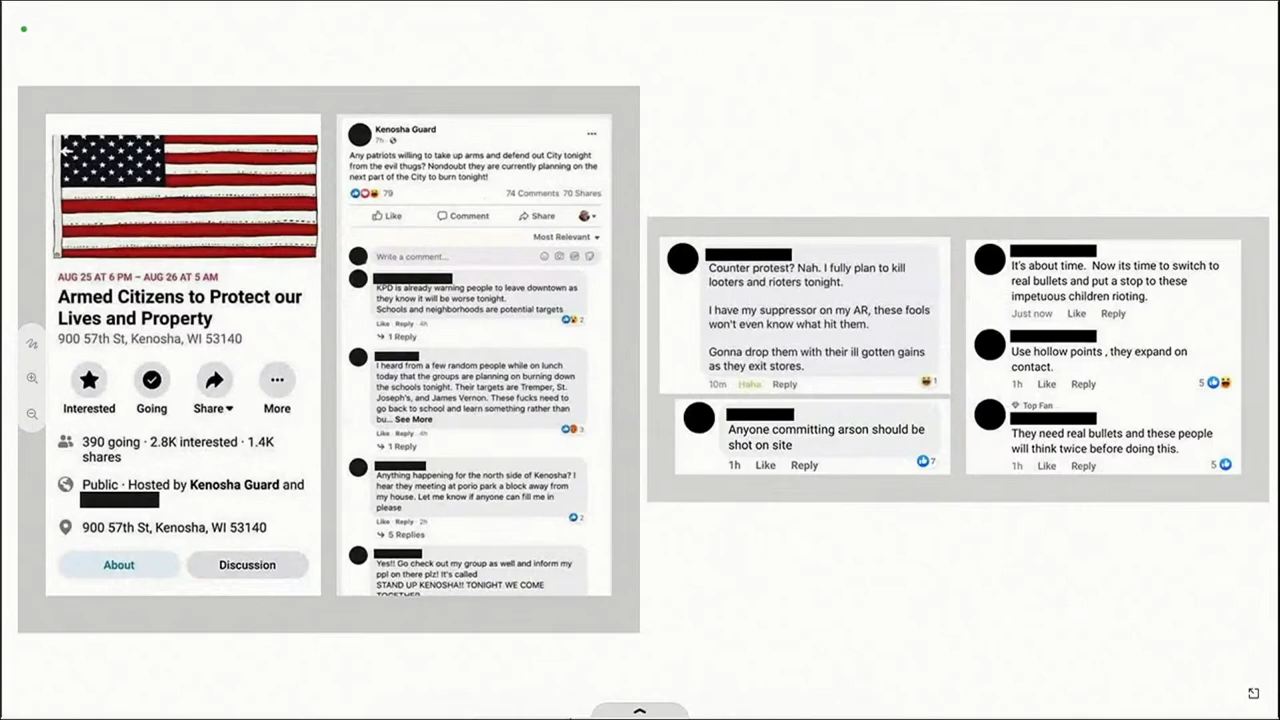 AUG 25 AT 6 PM – AUG 26 AT 5 AM
Armed Citizens to Protect our
Lives and Property
900 57th St, Kenosha, WI 53140
Interested
Going
Share
More
390 going · 2.8K interested · 1.4K
shares
Public · Hosted by Kenosha Guard and
900 57th St, Kenosha, WI 53140
About
Discussion
Kenosha Guard
7h
Any patriots willing to take up arms and defend out City tonight
from the evil thugs? Nondoubt they are currently planning on the
next part of the City to burn tonight!
79
74 Comments 70 Shares
Like
Comment
Share
Most Relevant
Write a comment...
KPD is already warning people to leave downtown as
they know it will be worse tonight.
Schools and neighborhoods are potential targets
2
Like · Reply · 4h
1 Reply
I heard from a few random people while on lunch
today that the groups are planning on burning down
the schools tonight. Their targets are Tremper, St.
Joseph's, and James Vernon. These fucks need to
go back to school and learn something rather than
bu... See More
3
Like · Reply · 4h
1 Reply
Anything happening for the north side of Kenosha? I
hear they meeting at porio park a block away from
my house. Let me know if anyone can fill me in
please
2
Like · Reply · 2h
5 Replies
Yes!! Go check out my group as well and inform my
ppl on there plz! It's called
STAND UP KENOSHA!! TONIGHT WE COME
TOGETHER
Counter protest? Nah. I fully plan to kill
looters and rioters tonight.
I have my suppressor on my AR, these fools
won't even know what hit them.
Gonna drop them with their ill gotten gains
as they exit stores.
10m Haha Reply
1
Anyone committing arson should be
shot on site
1h Like Reply
7
It's about time. Now its time to switch to
real bullets and put a stop to these
impetuous children rioting.
Just now Like Reply
Use hollow points , they expand on
contact.
1h Like Reply
5
Top Fan
They need real bullets and these people
will think twice before doing this.
1h Like Reply
5